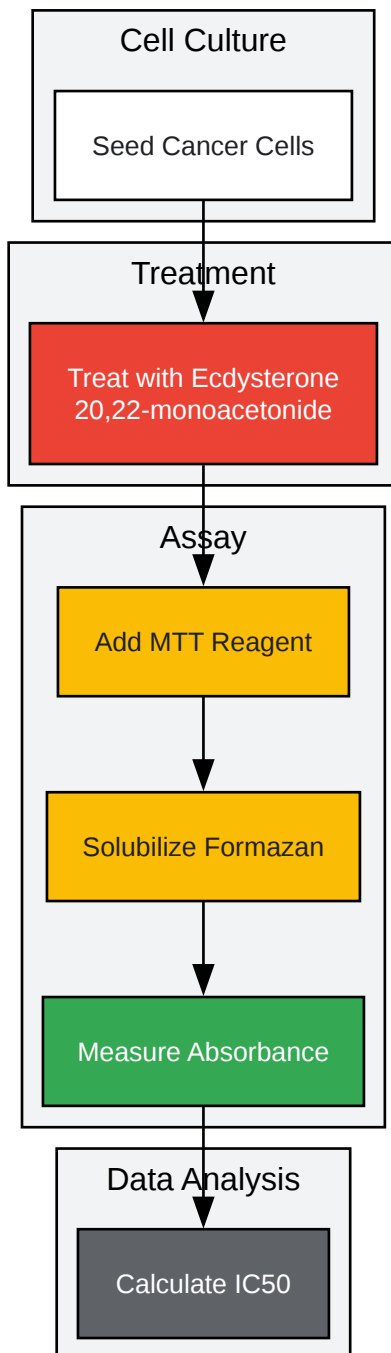 Cell Culture
Seed Cancer Cells
Treatment
Treat with Ecdysterone
20,22-monoacetonide
Assay
Add MTT Reagent
Solubilize Formazan
Measure Absorbance
Data Analysis
Calculate IC50